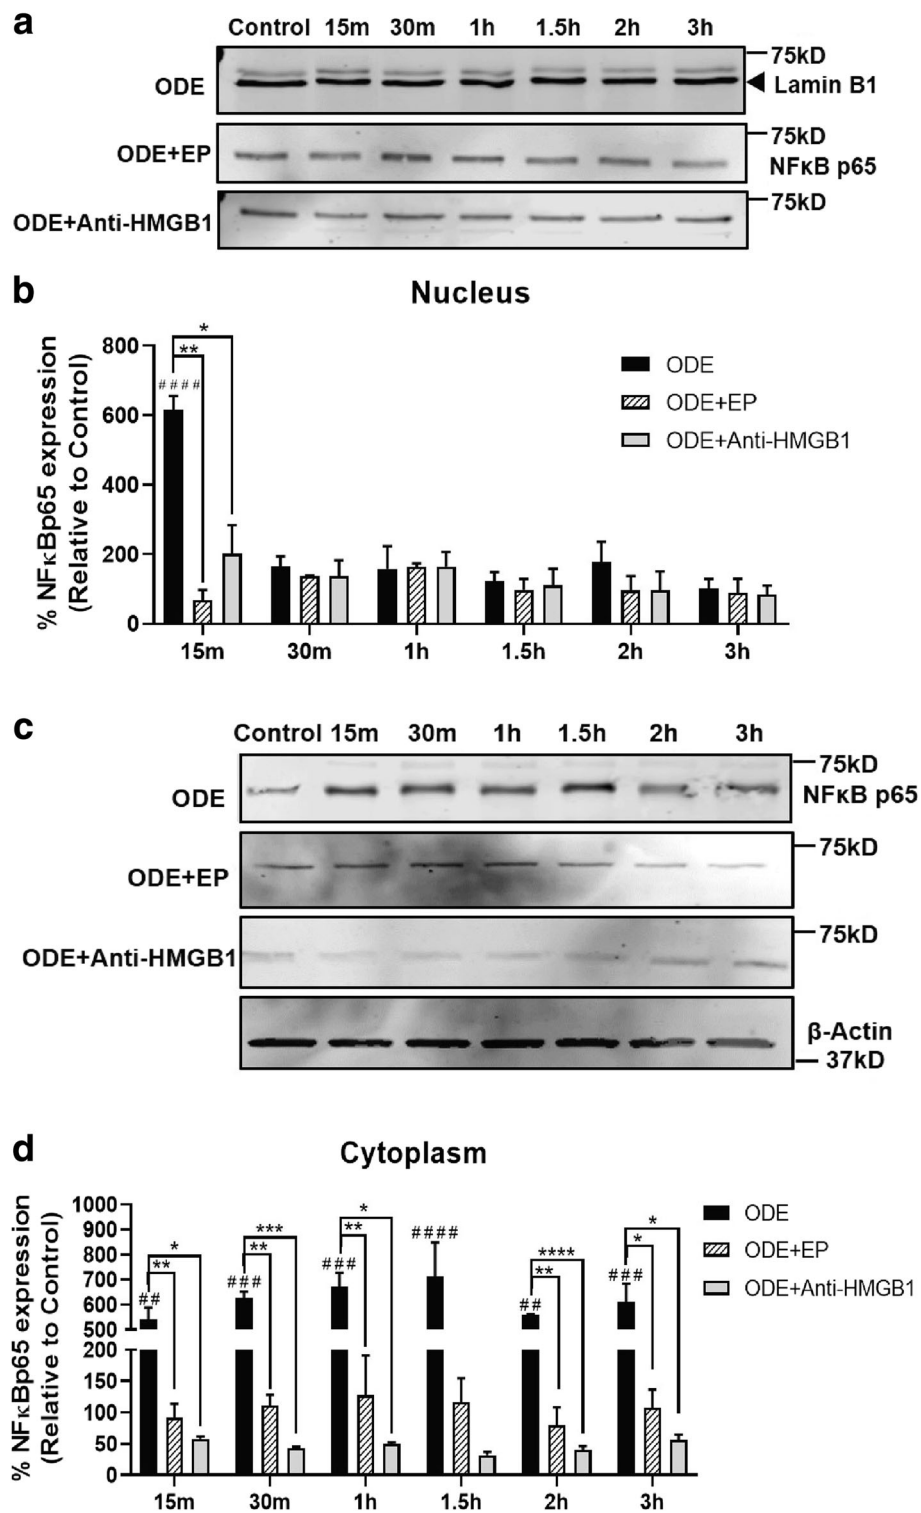 a
Control 15m 30m 1h 1.5h 2h 3h
75kD
ODE
Lamin B1
75kD
ODE+EP
NFκB p65
75kD
ODE+Anti-HMGB1
b
Nucleus
% NFκBp65 expression
(Relative to Control)
800
600
400
200
0
*
**
####
ODE
ODE+EP
ODE+Anti-HMGB1
15m 30m 1h 1.5h 2h 3h
c
Control 15m 30m 1h 1.5h 2h 3h
75kD
ODE
NFκB p65
75kD
ODE+EP
75kD
ODE+Anti-HMGB1
β-Actin
37kD
d
Cytoplasm
% NFκBp65 expression
(Relative to Control)
1000
900
800
700
600
500
200
150
100
50
0
*
**
##
***
**
###
*
**
###
####
****
**
##
*
*
###
ODE
ODE+EP
ODE+Anti-HMGB1
15m 30m 1h 1.5h 2h 3h